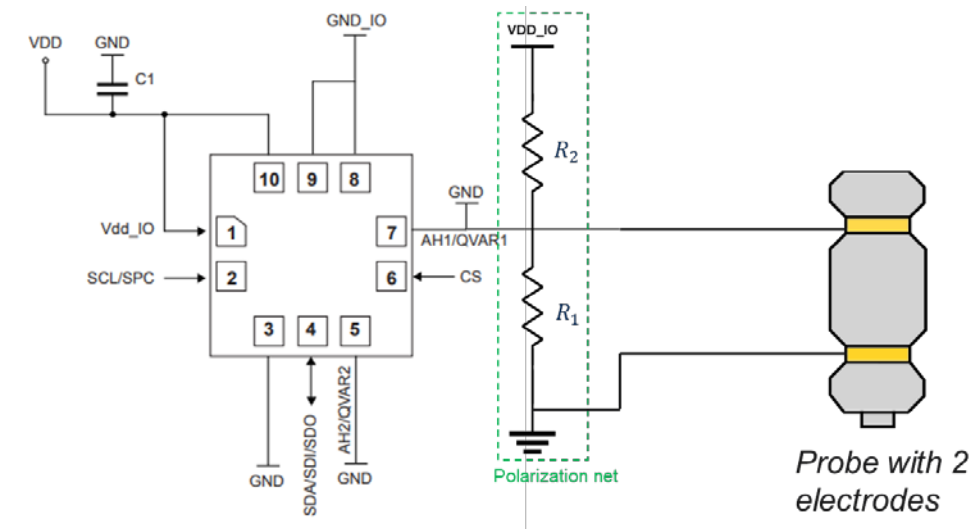 GND_IO
VDD_IO
VDD
GND
C1
R2
10
9
8
GND
Vdd_IO
1
7
AH1/QVAR1
SCL/SPC
2
6
CS
R1
3
4
5
SDA/SDI/SDO
AH2/QVAR2
GND
GND
Polarization net
Probe with 2
electrodes